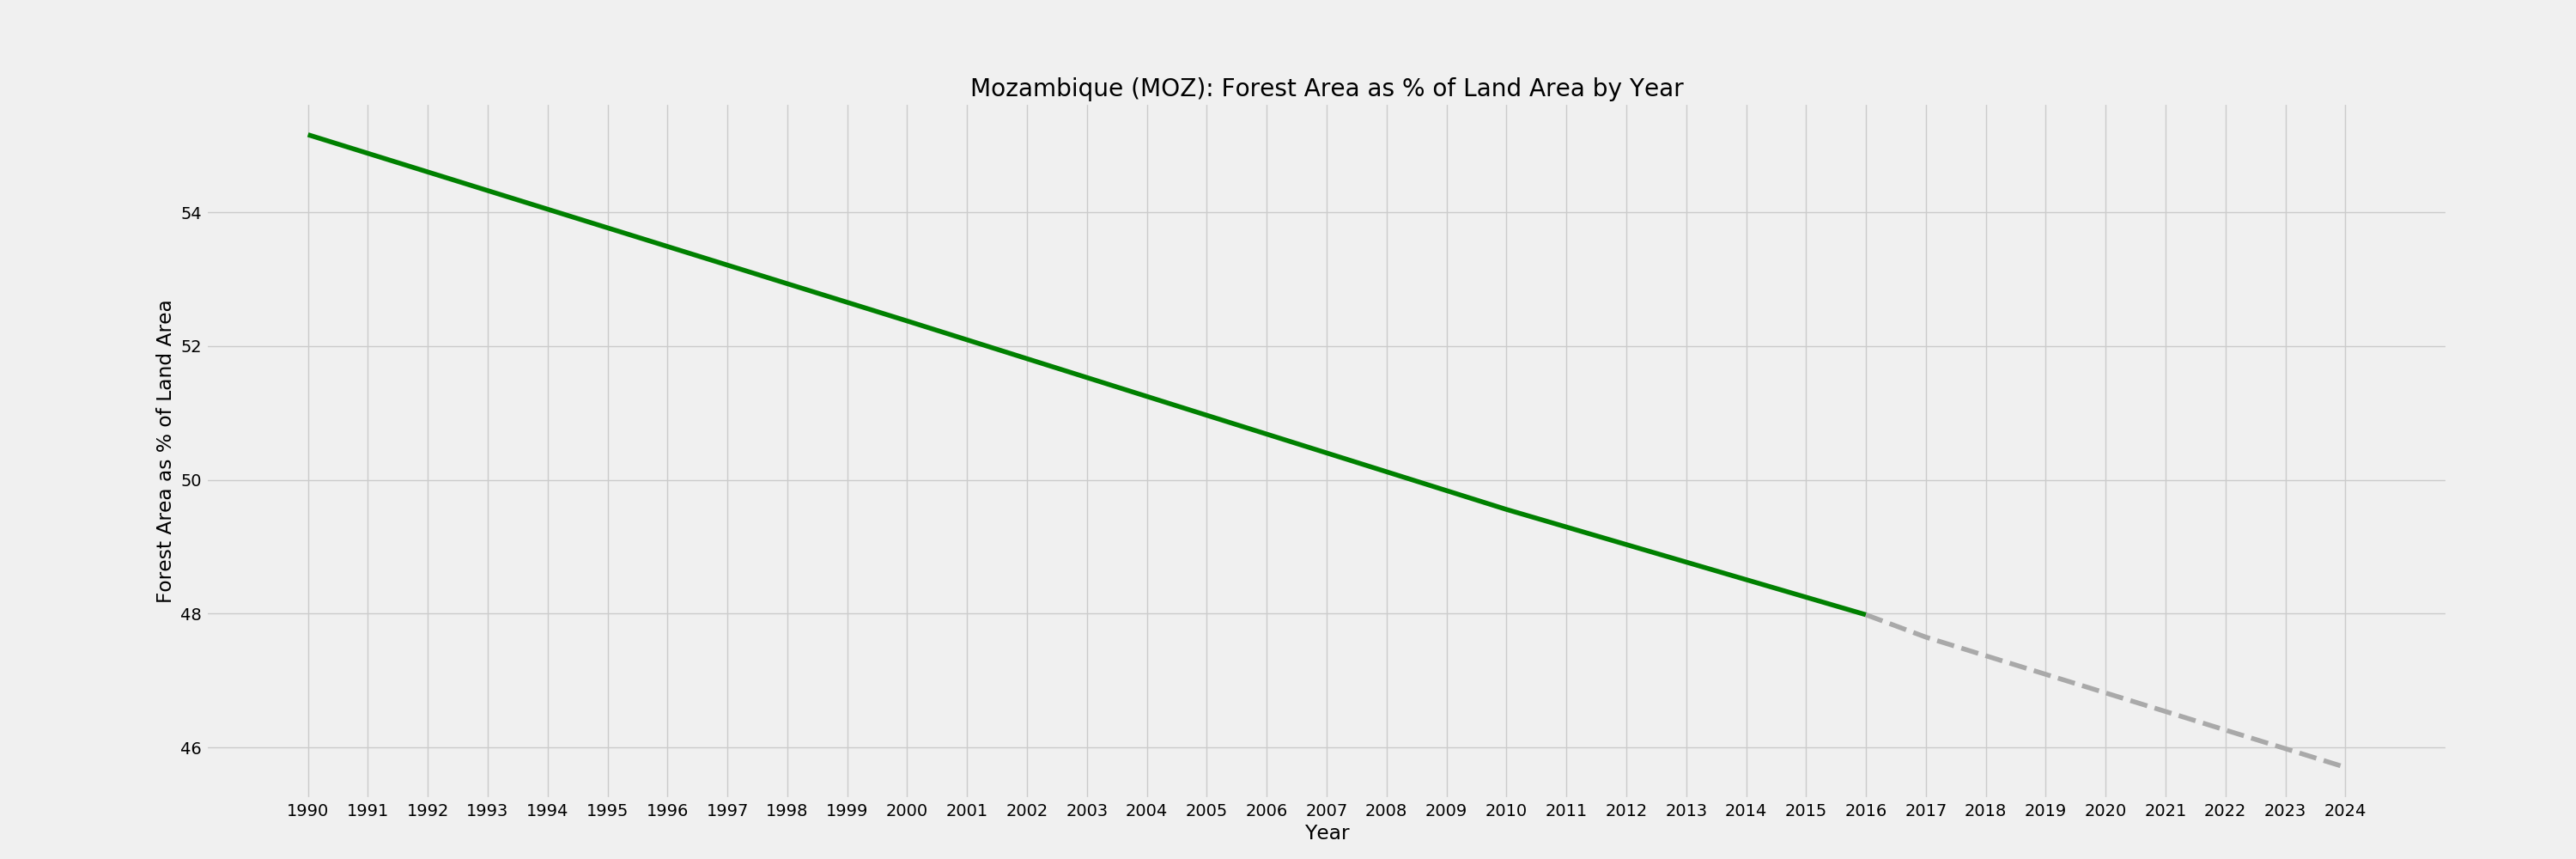 Mozambique (MOZ): Forest Area as % of Land Area by Year
Forest Area as % of Land Area
54
52
50
48
46
1990 1991 1992 1993 1994 1995 1996 1997 1998 1999 2000 2001 2002 2003 2004 2005 2006 2007 2008 2009 2010 2011 2012 2013 2014 2015 2016 2017 2018 2019 2020 2021 2022 2023 2024
Year